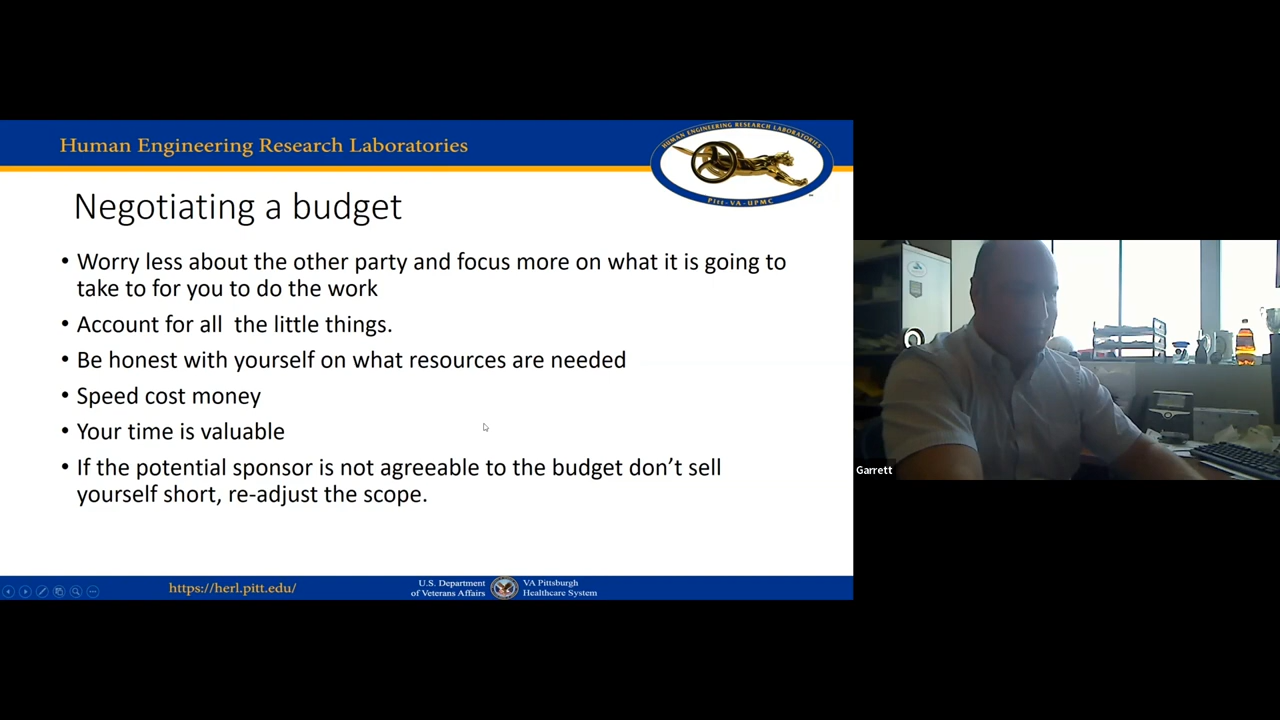 Human Engineering Research Laboratories
HUMAN ENGINEERING RESEARCH LABORATORIES
Pitt-VA-UPMC
Negotiating a budget
• Worry less about the other party and focus more on what it is going to
take to for you to do the work
• Account for all  the little things.
• Be honest with yourself on what resources are needed
• Speed cost money
• Your time is valuable
• If the potential sponsor is not agreeable to the budget don’t sell
yourself short, re-adjust the scope.
Garrett
https://herl.pitt.edu/
U.S. Department
of Veterans Affairs
VA Pittsburgh
Healthcare System